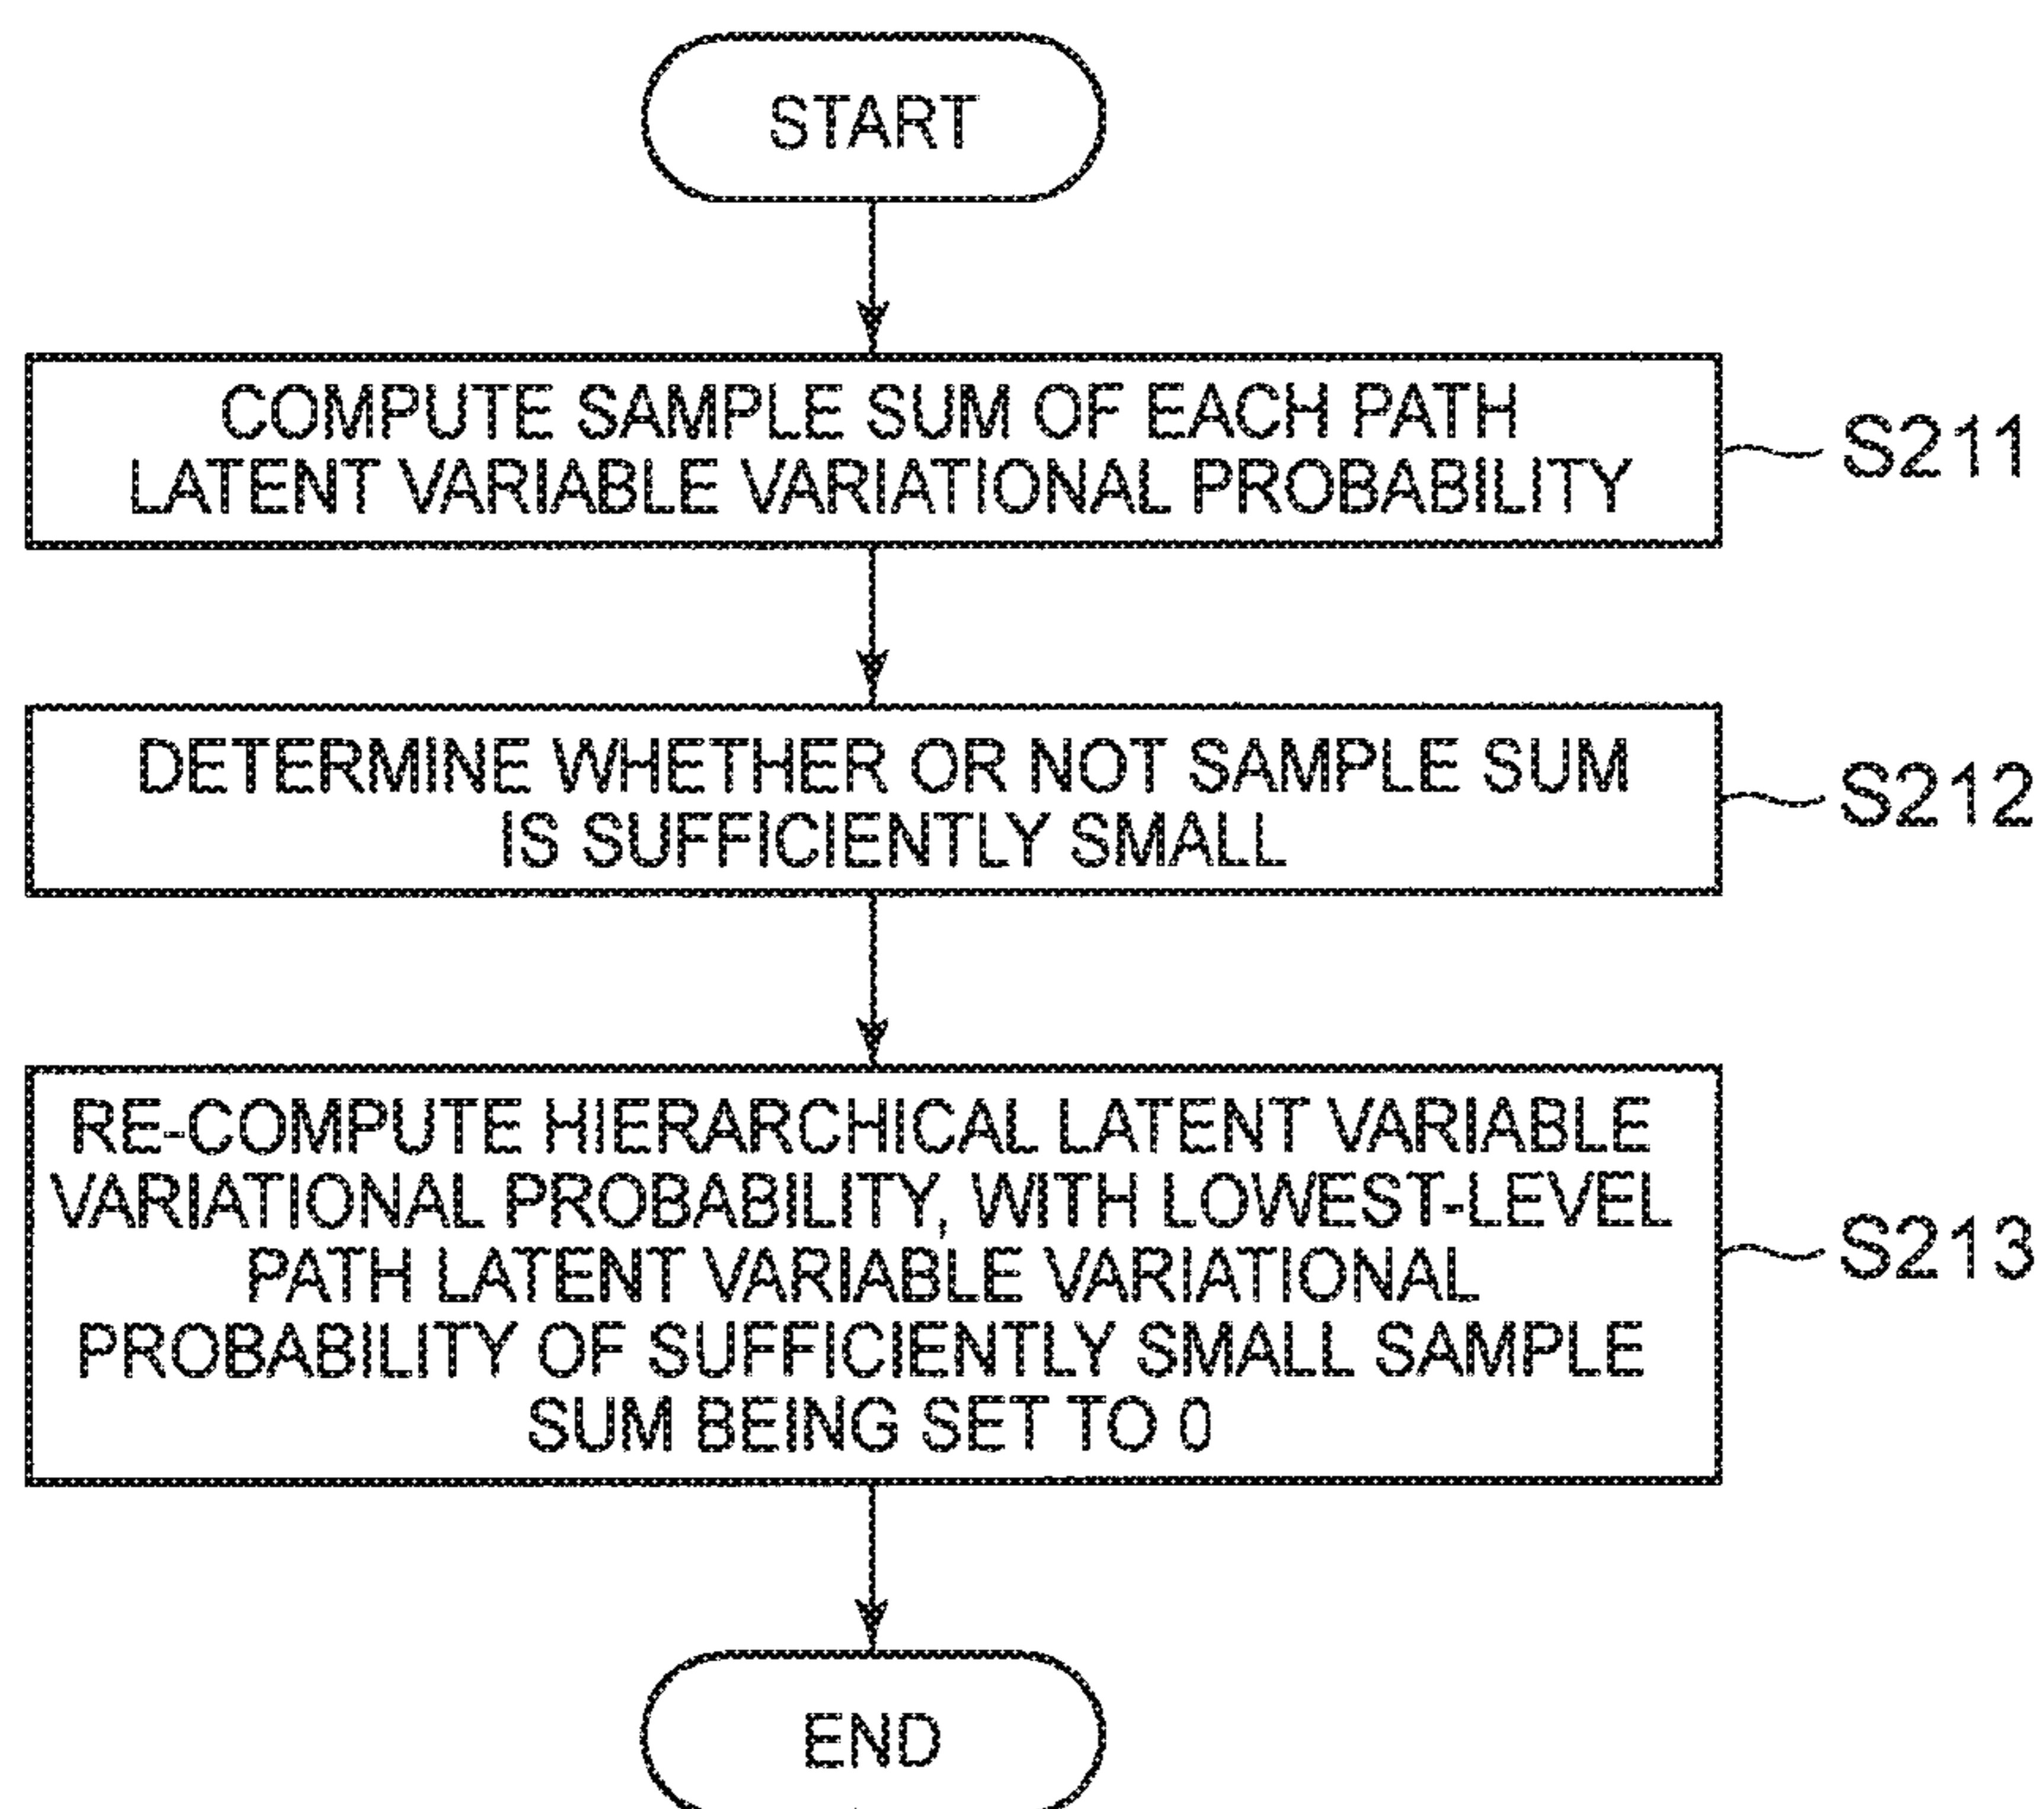 START
COMPUTE SAMPLE SUM OF EACH PATH
LATENT VARIABLE VARIATIONAL PROBABILITY
S211
DETERMINE WHETHER OR NOT SAMPLE SUM
IS SUFFICIENTLY SMALL
S212
RE-COMPUTE HIERARCHICAL LATENT VARIABLE
VARIATIONAL PROBABILITY, WITH LOWEST-LEVEL
PATH LATENT VARIABLE VARIATIONAL
PROBABILITY OF SUFFICIENTLY SMALL SAMPLE
SUM BEING SET TO 0
S213
END